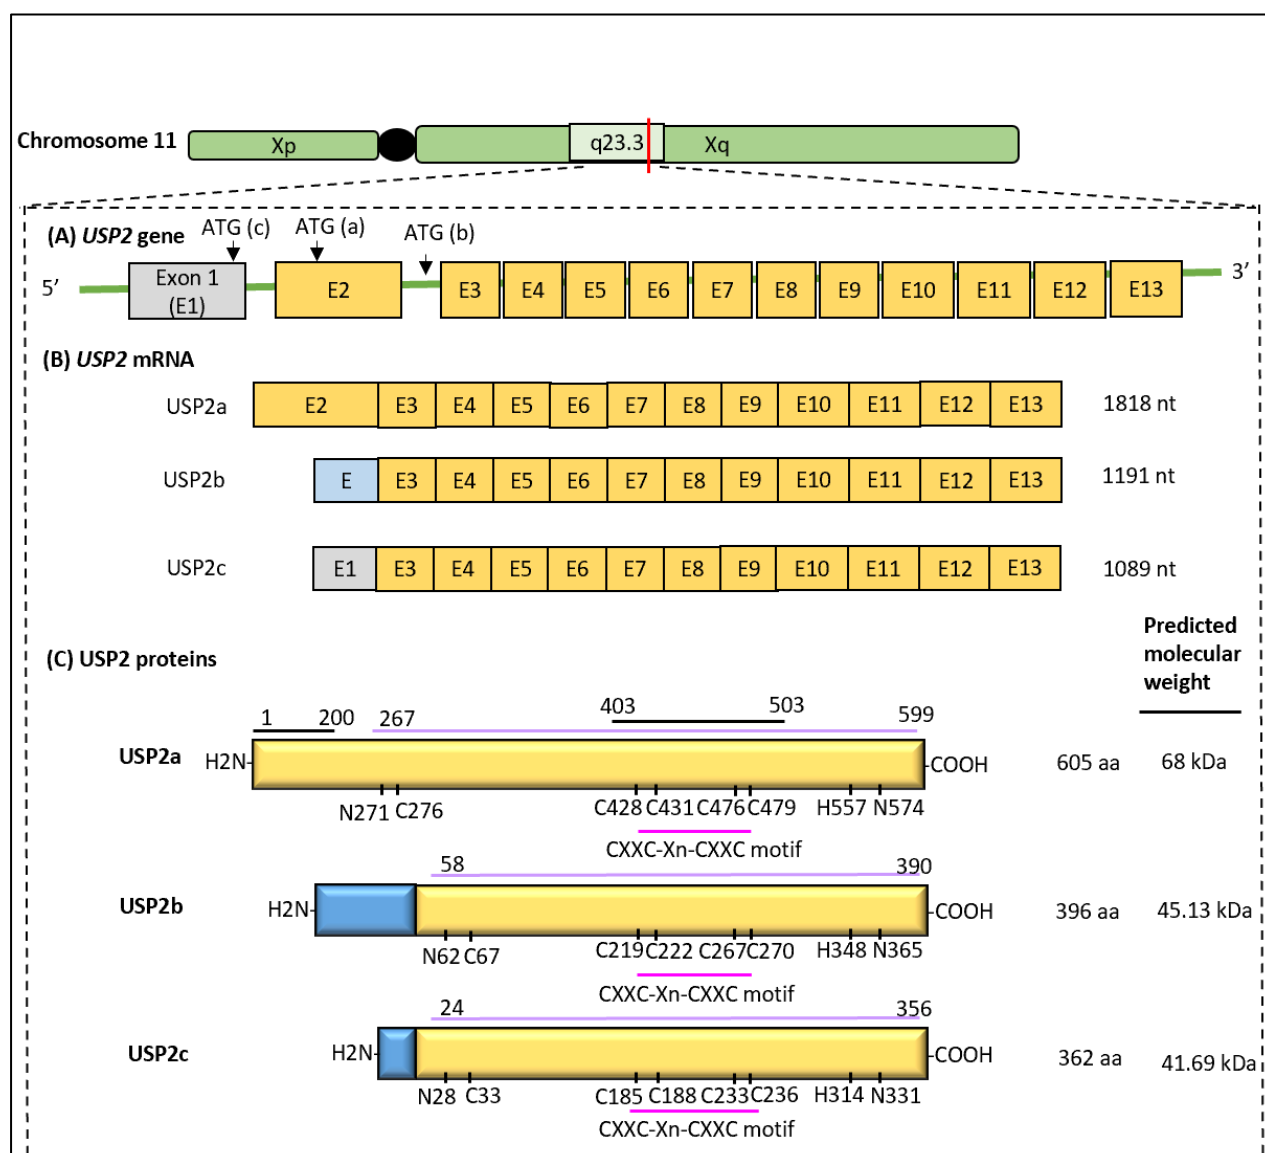 Chromosome 11 Xp q23.3 Xq
(A) USP2 gene
ATG (c) ATG (a) ATG (b)
5’ Exon 1 (E1) E2 E3 E4 E5 E6 E7 E8 E9 E10 E11 E12 E13 3’
(B) USP2 mRNA
USP2a E2 E3 E4 E5 E6 E7 E8 E9 E10 E11 E12 E13 1818 nt
USP2b E E3 E4 E5 E6 E7 E8 E9 E10 E11 E12 E13 1191 nt
USP2c E1 E3 E4 E5 E6 E7 E8 E9 E10 E11 E12 E13 1089 nt
Predicted
molecular
weight
(C) USP2 proteins
1 200 267 403 503 599
USP2a H2N- -COOH 605 aa 68 kDa
N271 C276 C428 C431 C476 C479 H557 N574
CXXC-Xn-CXXC motif
58 390
USP2b H2N- -COOH 396 aa 45.13 kDa
N62 C67 C219 C222 C267 C270 H348 N365
CXXC-Xn-CXXC motif
24 356
USP2c H2N- -COOH 362 aa 41.69 kDa
N28 C33 C185 C188 C233 C236 H314 N331
CXXC-Xn-CXXC motif